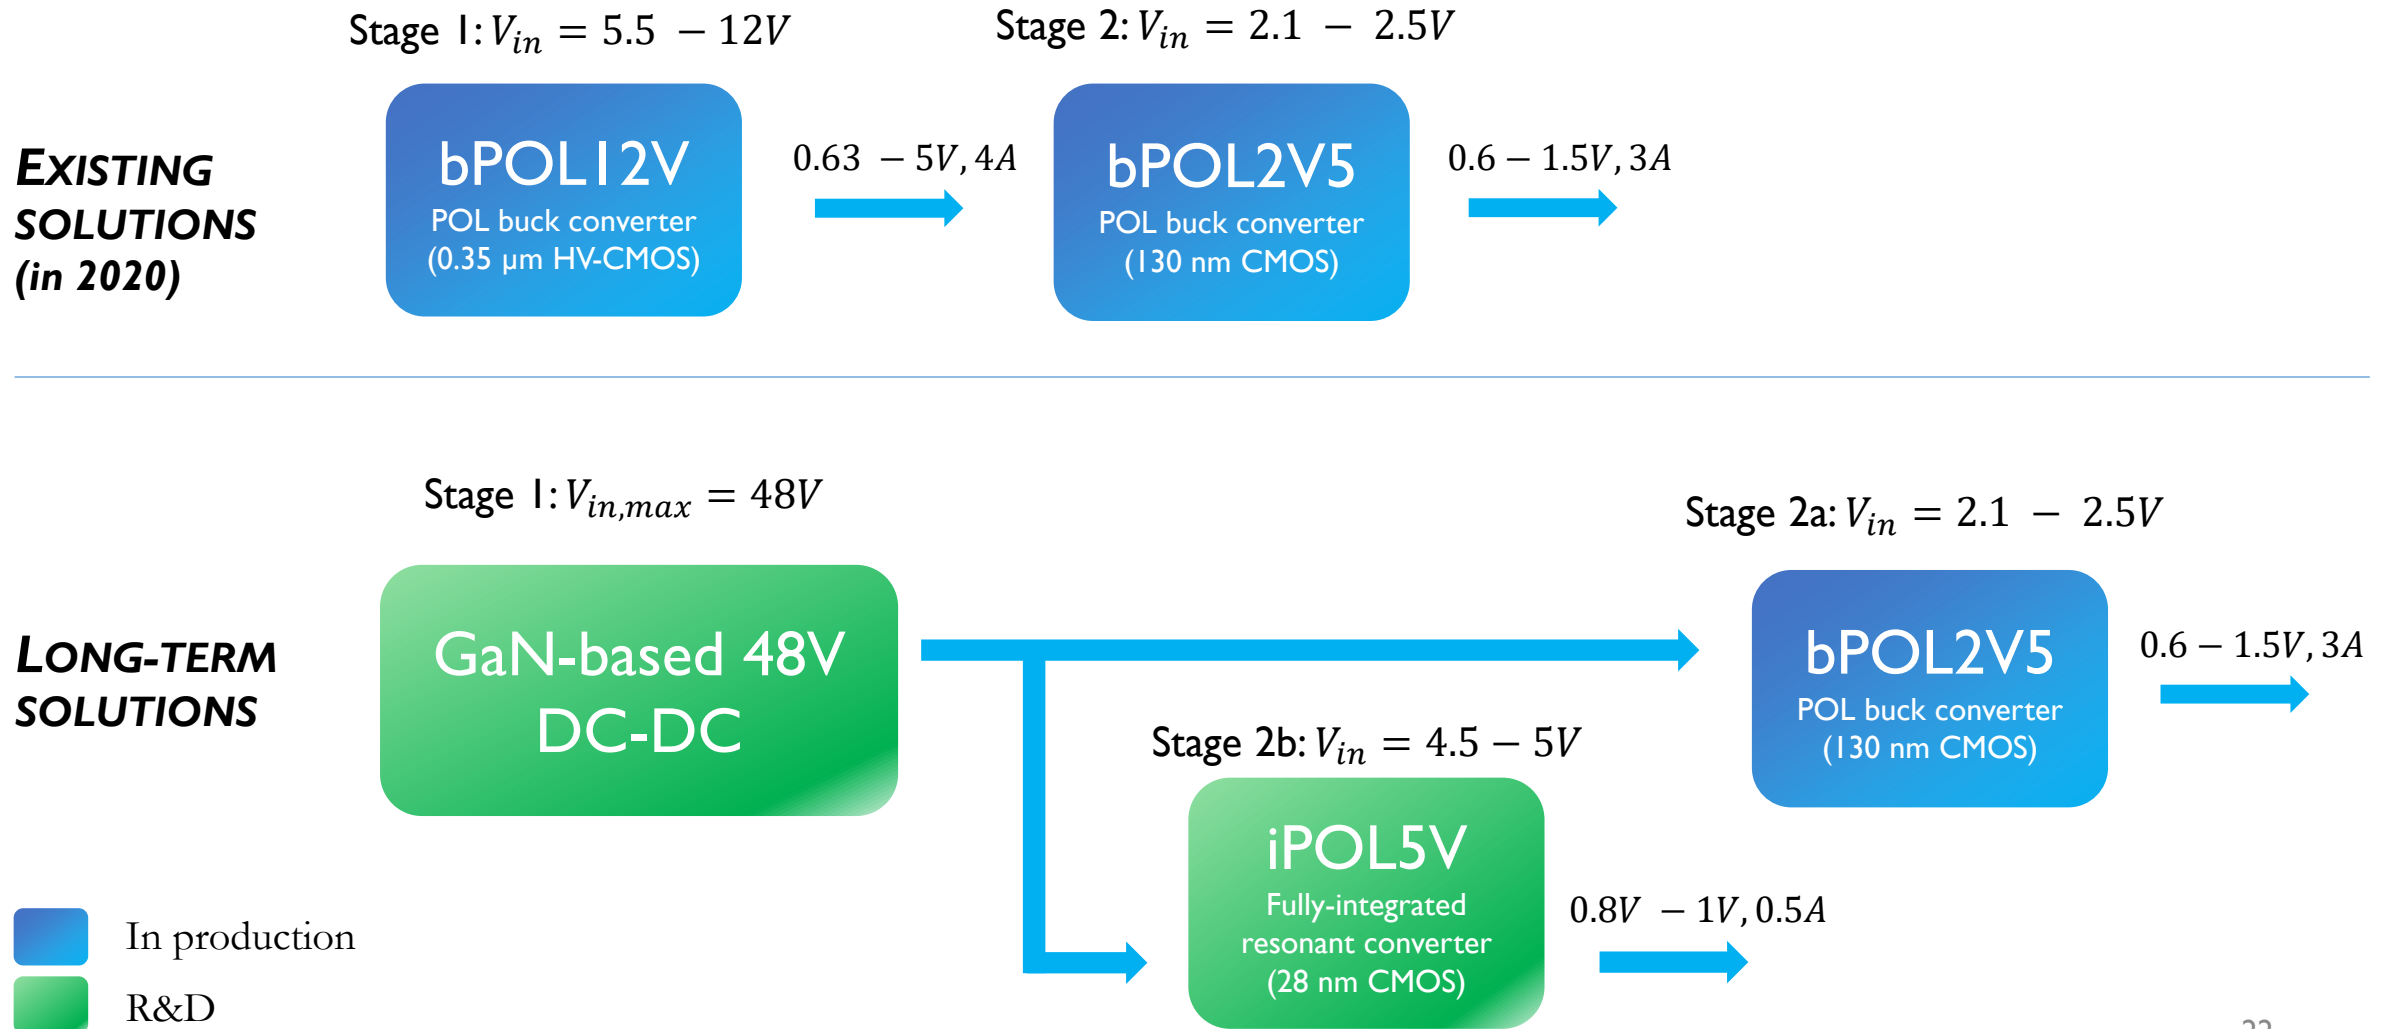 Stage 1: V_in = 5.5 – 12V
Stage 2: V_in = 2.1 – 2.5V
EXISTING
SOLUTIONS
(in 2020)
bPOL12V
POL buck converter
(0.35 µm HV-CMOS)
0.63 – 5V, 4A
bPOL2V5
POL buck converter
(130 nm CMOS)
0.6 – 1.5V, 3A
Stage 1: V_in,max = 48V
Stage 2a: V_in = 2.1 – 2.5V
LONG-TERM
SOLUTIONS
GaN-based 48V
DC-DC
bPOL2V5
POL buck converter
(130 nm CMOS)
0.6 – 1.5V, 3A
Stage 2b: V_in = 4.5 – 5V
iPOL5V
Fully-integrated
resonant converter
(28 nm CMOS)
0.8V – 1V, 0.5A
In production
R&D